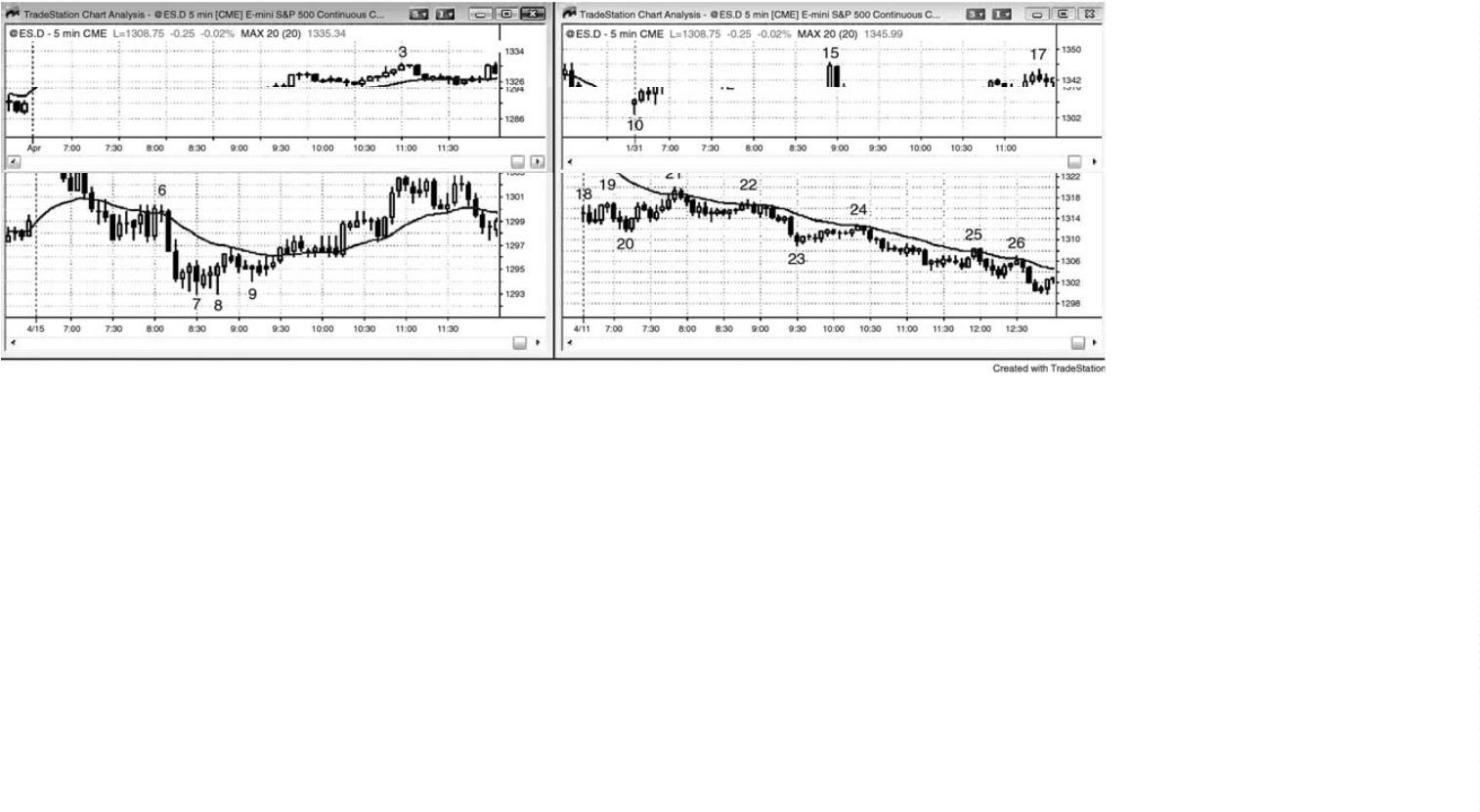 TradeStation Chart Analysis - @ES.D 5 min [CME] E-mini S&P 500 Continuous C...
@ES.D - 5 min CME L=1308.75 -0.25 -0.02% MAX 20 (20) 1335.34
3
1334
1326
1294
1286
Apr 7:00 7:30 8:00 8:30 9:30 10:00 10:30 11:00 11:30
TradeStation Chart Analysis - @ES.D 5 min [CME] E-mini S&P 500 Continuous C...
@ES.D - 5 min CME L=1308.75 -0.25 -0.02% MAX 20 (20) 1345.99
15 17
10
1350
1342
1302
1/31 7:00 7:30 8:00 8:30 9:00 9:30 10:00 10:30 11:00
6
7 8 9
1301
1299
1297
1295
1293
4/15 7:00 7:30 8:00 8:30 9:00 9:30 10:00 10:30 11:00 11:30
18 19 21 22
20 23 24 25 26
1322
1318
1314
1310
1306
1302
1298
4/11 7:00 7:30 8:00 8:30 9:00 9:30 10:00 10:30 11:00 11:30 12:00 12:30
Created with TradeStation